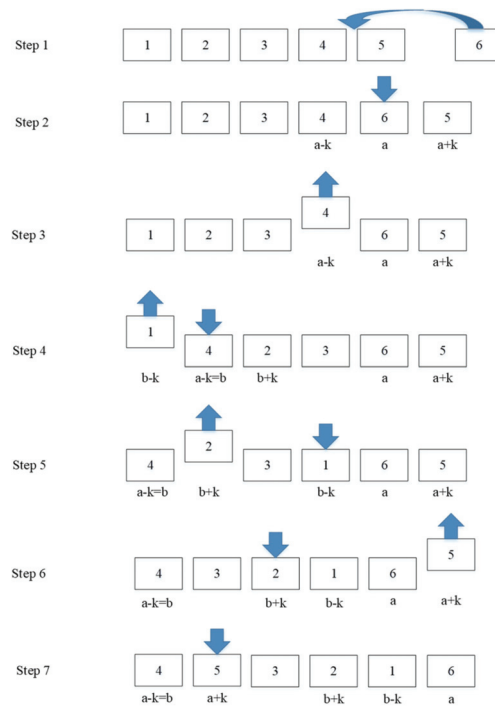 Step 1 1 2 3 4 5 6
Step 2 1 2 3 4 6 5
a-k a a+k
4
Step 3 1 2 3 6 5
a-k a a+k
1
Step 4 4 2 3 6 5
b-k a-k=b b+k a a+k
2
Step 5 4 3 1 6 5
a-k=b b+k b-k a a+k
5
Step 6 4 3 2 1 6
a-k=b b+k b-k a a+k
Step 7 4 5 3 2 1 6
a-k=b a+k b+k b-k a